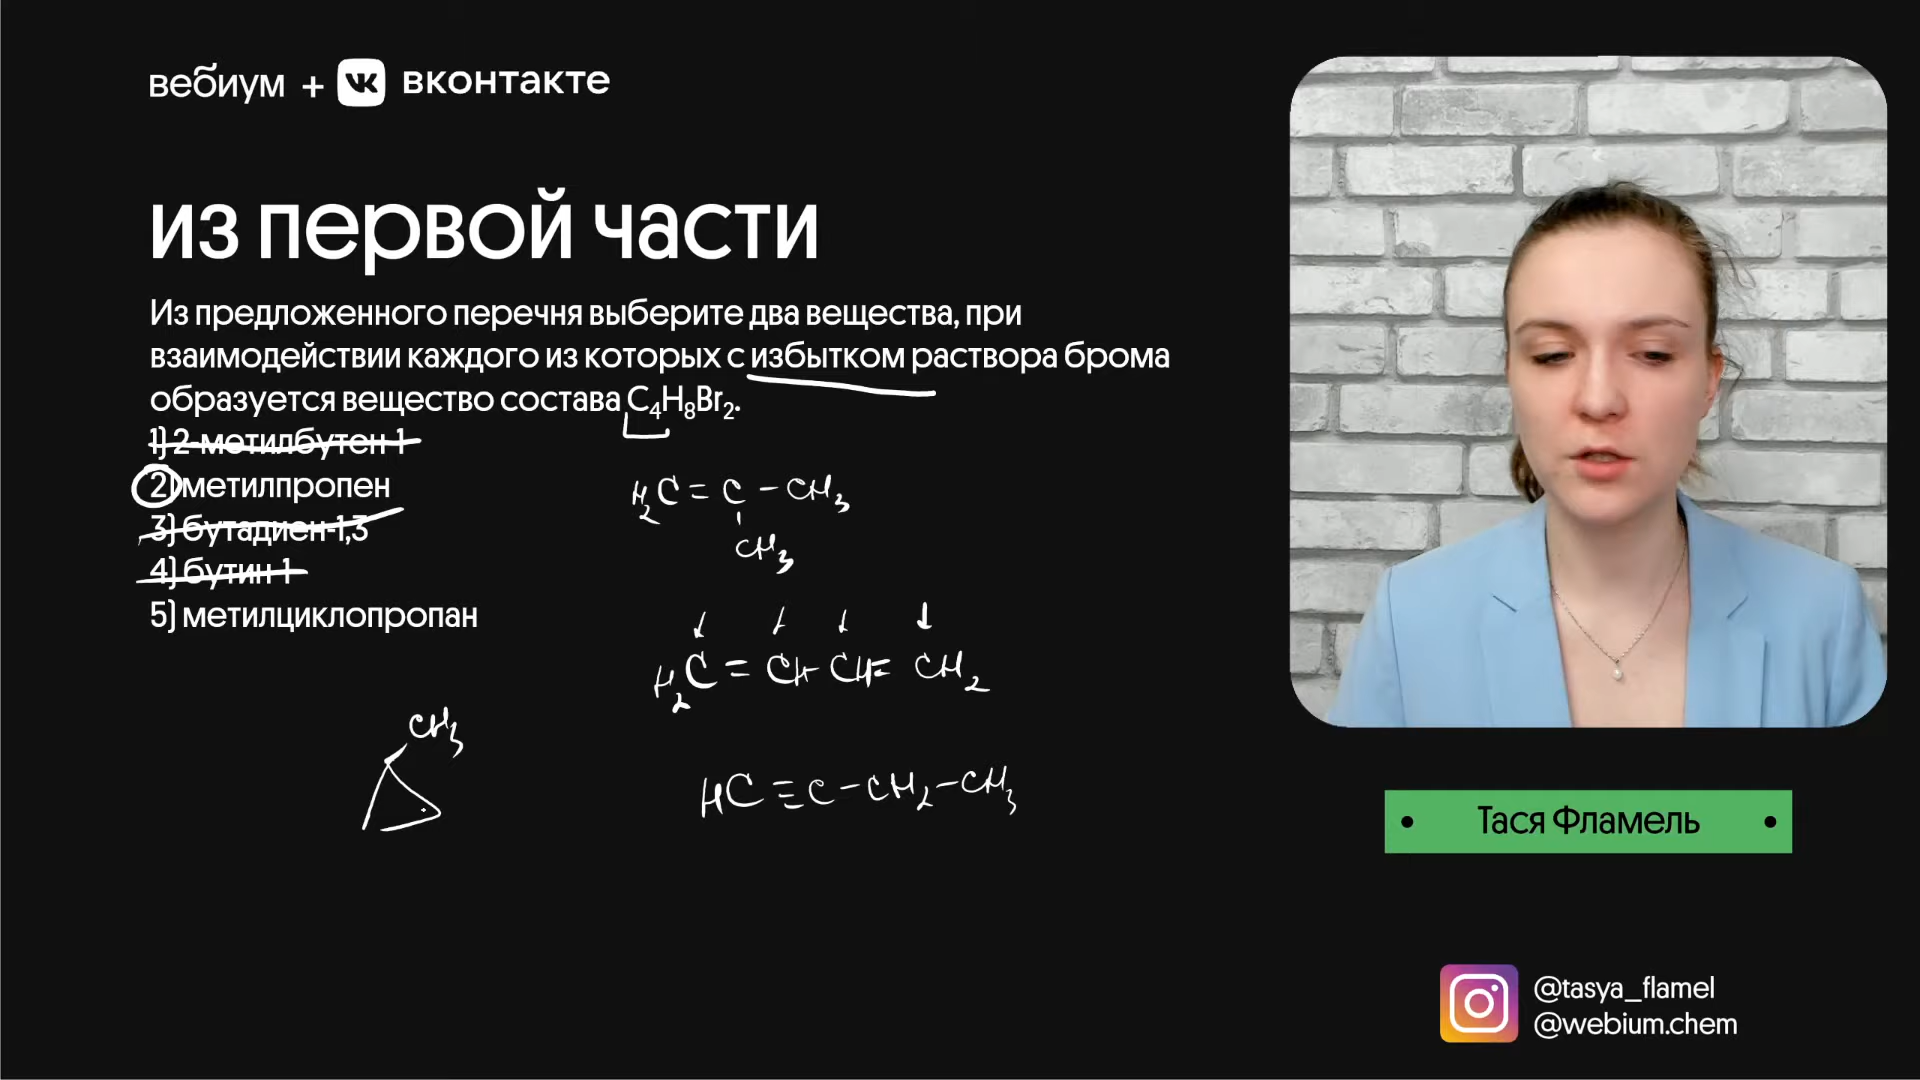 вебиум + вконтакте
из первой части
Из предложенного перечня выберите два вещества, при
взаимодействии каждого из которых с избытком раствора брома
образуется вещество состава C₄H₈Br₂.
1) 2-метилбутен-1
2) метилпропен
3) бутадиен-1,3
4) бутин-1
5) метилциклопропан
H₂C = C – CH₃
CH₃
H₂C = CH – CH = CH₂
CH₃
HC ≡ C – CH₂ – CH₃
• Тася Фламель •
@tasya_flamel
@webium.chem